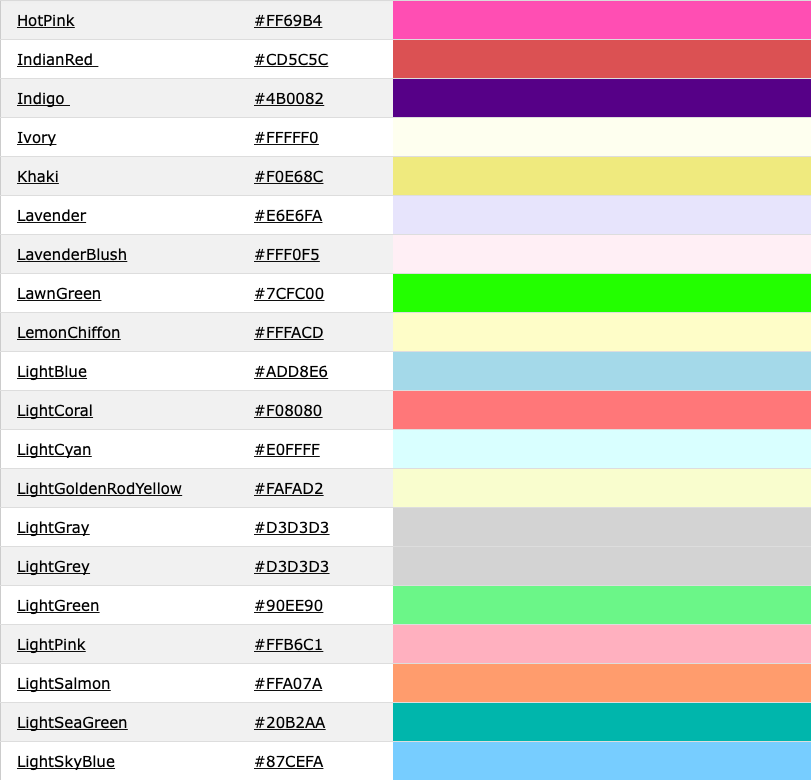 HotPink #FF69B4
IndianRed #CD5C5C
Indigo #4B0082
Ivory #FFFFF0
Khaki #F0E68C
Lavender #E6E6FA
LavenderBlush #FFF0F5
LawnGreen #7CFC00
LemonChiffon #FFFACD
LightBlue #ADD8E6
LightCoral #F08080
LightCyan #E0FFFF
LightGoldenRodYellow #FAFAD2
LightGray #D3D3D3
LightGrey #D3D3D3
LightGreen #90EE90
LightPink #FFB6C1
LightSalmon #FFA07A
LightSeaGreen #20B2AA
LightSkyBlue #87CEFA